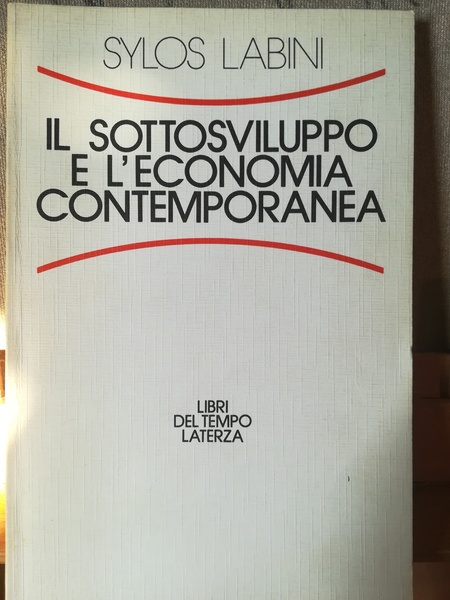 SYLOS LABINI
IL SOTTOSVILUPPO
E L'ECONOMIA
CONTEMPORANEA
LIBRI
DEL TEMPO
LATERZA